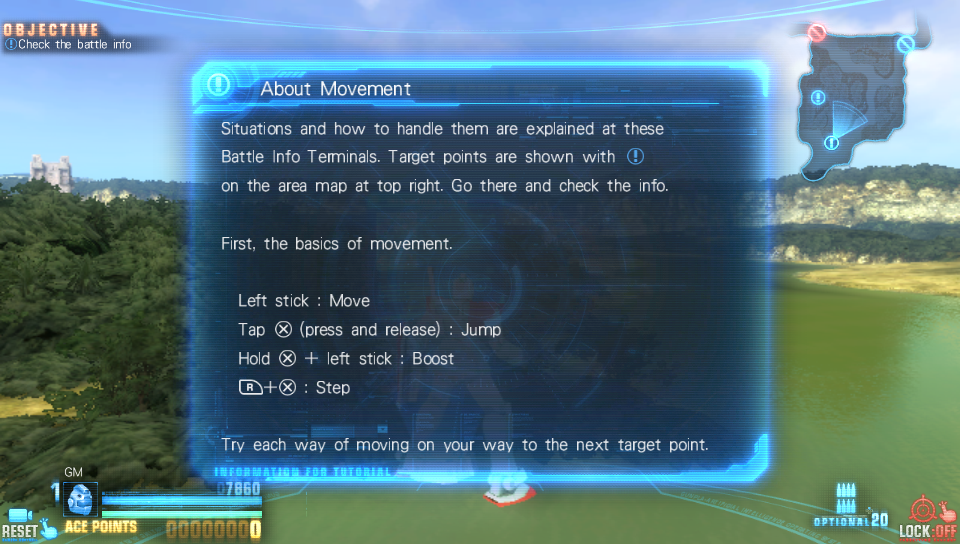 OBJECTIVE
Check the battle info
About Movement
Situations and how to handle them are explained at these
Battle Info Terminals. Target points are shown with
on the area map at top right. Go there and check the info.
First, the basics of movement.
Left stick : Move
Tap ⓧ (press and release) : Jump
Hold ⓧ + left stick : Boost
R+ⓧ : Step
Try each way of moving on your way to the next target point.
INFORMATION FOR TUTORIAL
GM
07860
1
RESET
ACE POINTS
00000000
OPTIONAL 20
LOCK:OFF